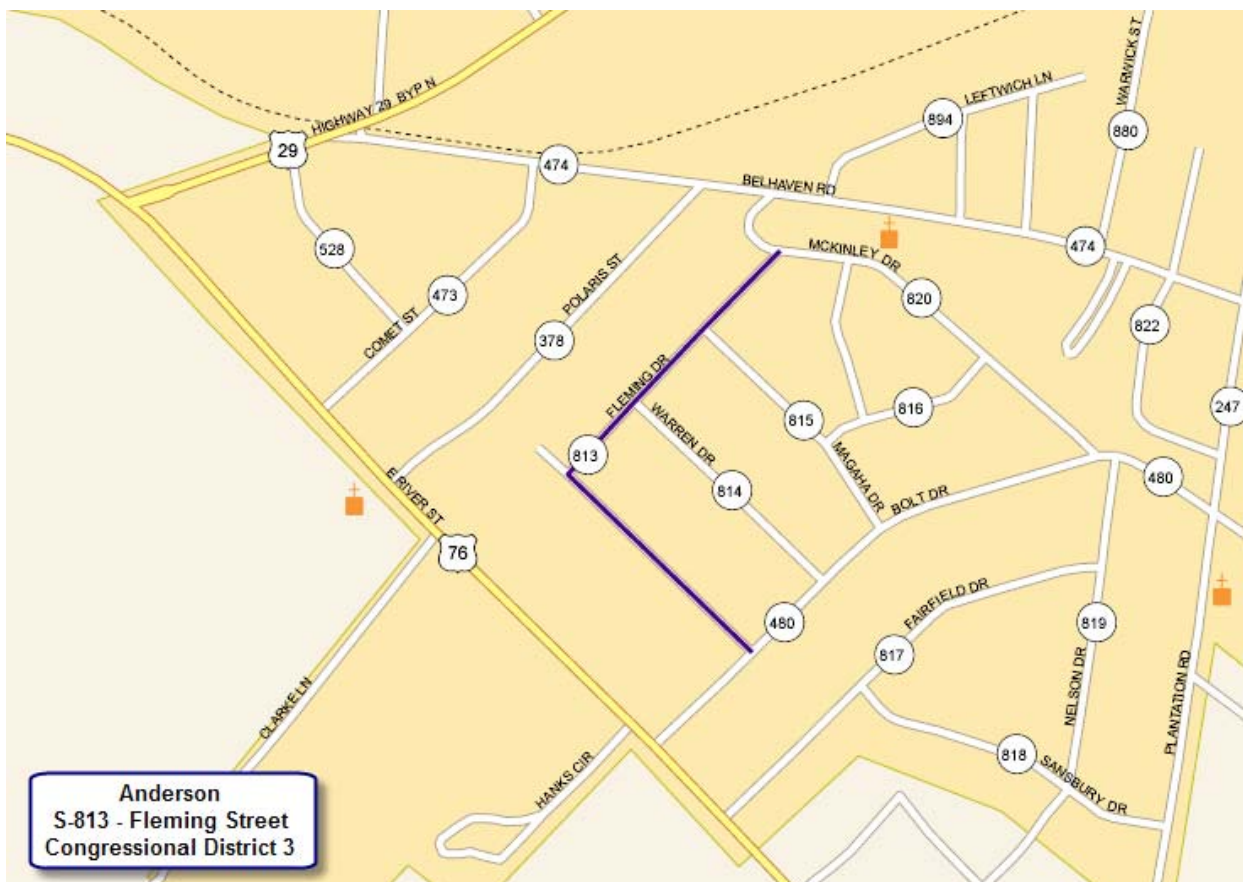 HIGHWAY 29 BYP N
29
474
BELHAVEN RD
894
LEFTWICH LN
WARWICK ST
880
528
COMET ST
473
POLARIS ST
378
MCKINLEY DR
820
474
822
247
FLEMING DR
813
WARREN DR
814
815
MAGAHA DR
816
BOLT DR
480
480
E RIVER ST
76
FAIRFIELD DR
817
819
NELSON DR
818
SANSBURY DR
PLANTATION RD
CLARKE LN
HANKS CIR
Anderson
S-813 - Fleming Street
Congressional District 3